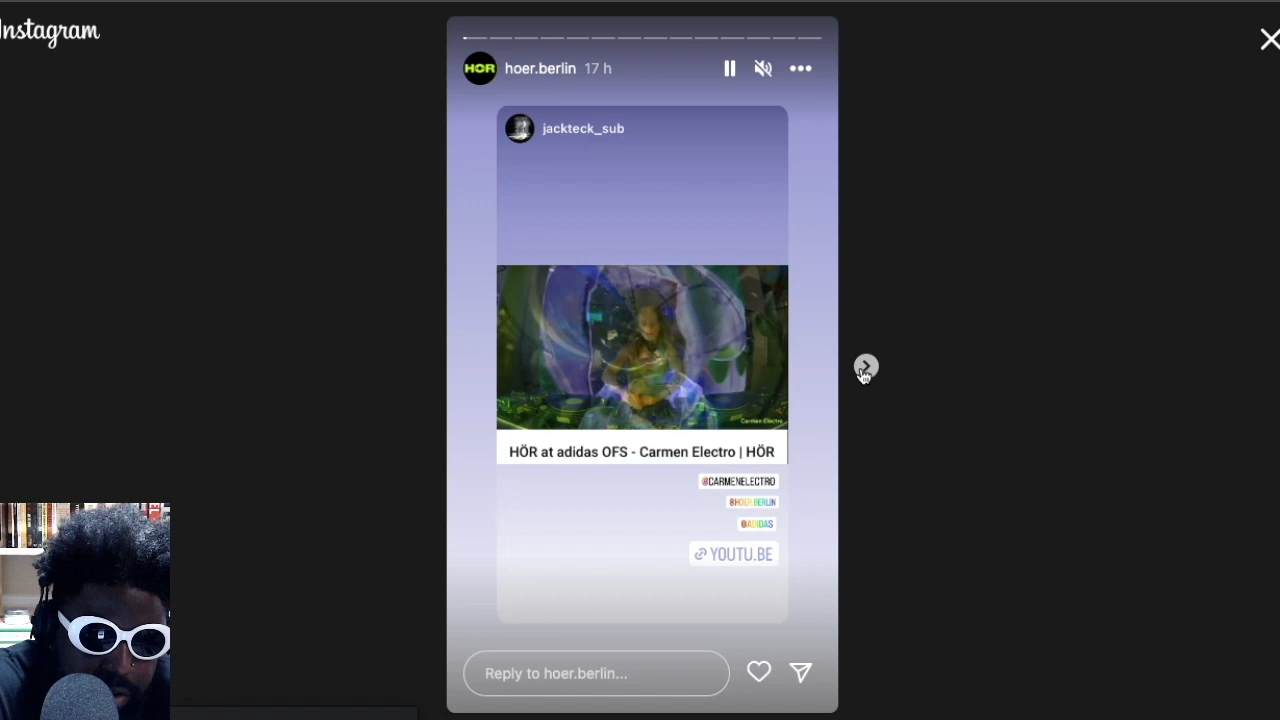 Instagram
HOR
hoer.berlin 17 h
jackteck_sub
Carmen Electro
HÖR at adidas OFS - Carmen Electro | HÖR
@CARMENELECTRO
@HOER.BERLIN
@ADIDAS
YOUTU.BE
Reply to hoer.berlin...